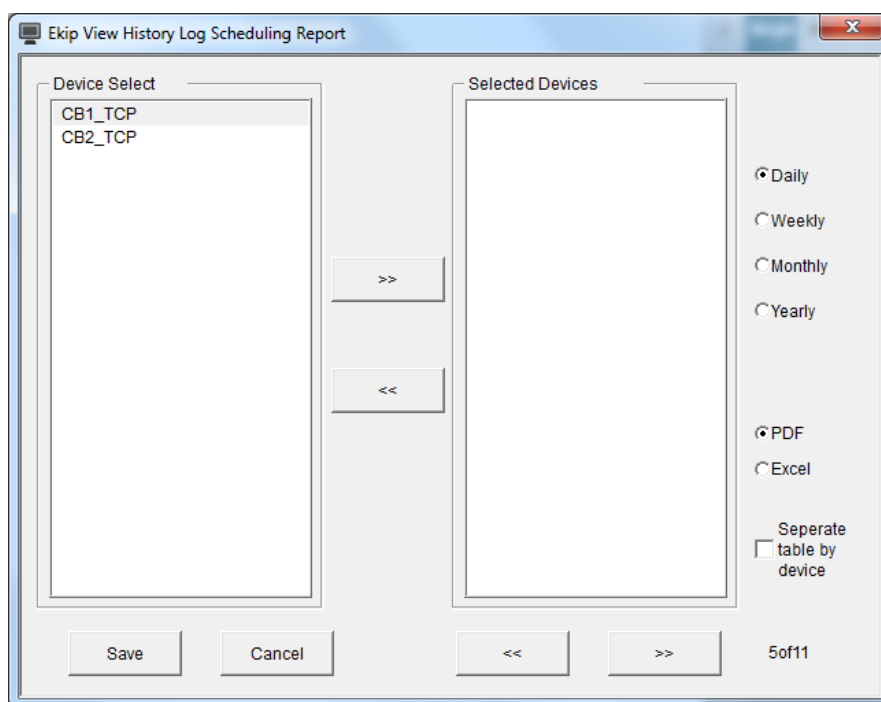 Ekip View History Log Scheduling Report
Device Select
CB1_TCP
CB2_TCP
>>
<<
Selected Devices
Daily
Weekly
Monthly
Yearly
PDF
Excel
Seperate
table by
device
Save
Cancel
<<
>>
5of11